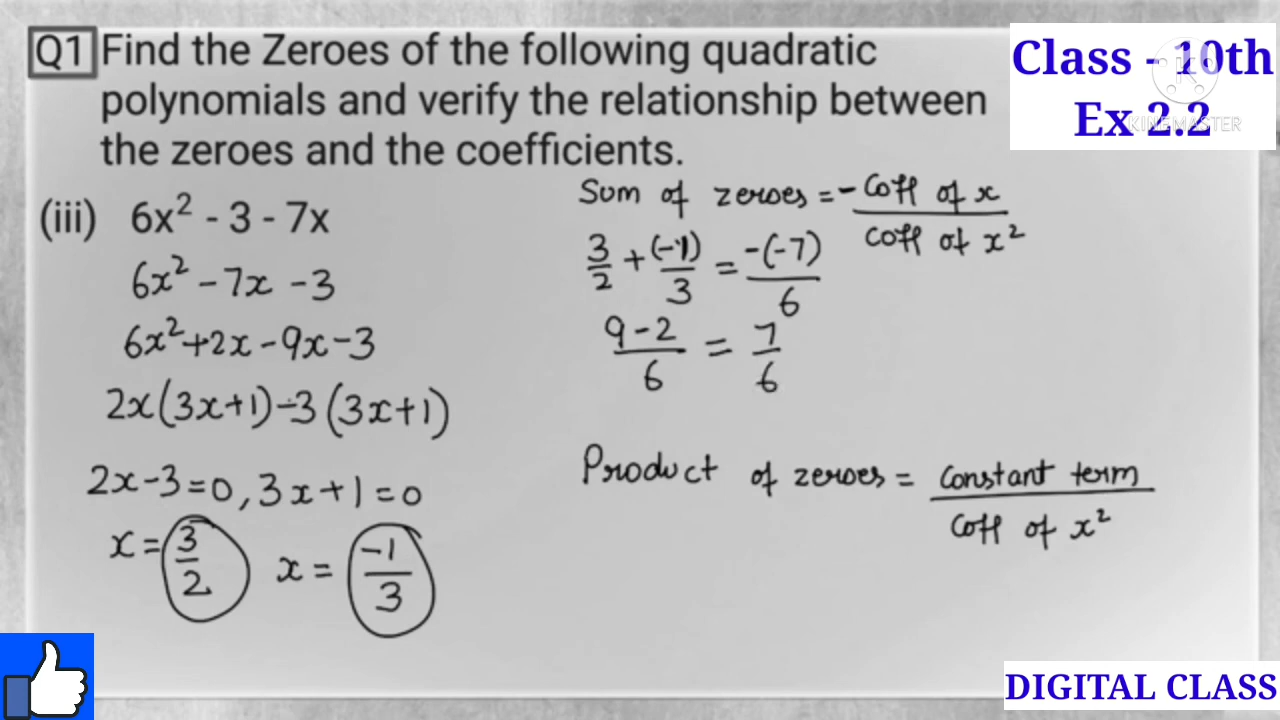 Q1 Find the Zeroes of the following quadratic
polynomials and verify the relationship between
the zeroes and the coefficients.
Class - 10th
Ex 2.2
KINEMASTER
(iii) 6x² - 3 - 7x
6x² - 7x - 3
6x² + 2x - 9x - 3
2x(3x+1) - 3(3x+1)
2x - 3 = 0, 3x + 1 = 0
x = 3/2 x = -1/3
Sum of zeroes = - Coff of x / Coff of x²
3/2 + (-1)/3 = -(-7)/6
9 - 2 / 6 = 7/6
Product of zeroes = Constant term / Coff of x²
DIGITAL CLASS